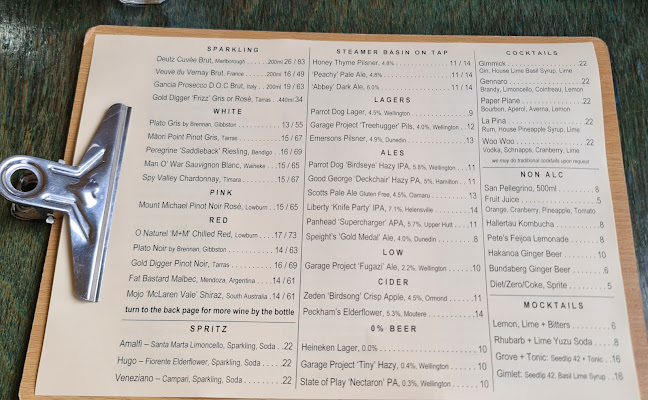 SPARKLING
Deutz Cuvée Brut, Marlborough . . . . . . 200ml 26 / 83
Veuve du Vernay Brut, France . . . . 200ml 16 / 49
Gancia Prosecco D.O.C Brut, Italy . . 200ml 19 / 63
Gold Digger 'Frizz' Gris or Rosé, Tarras . . 440ml 34
WHITE
Plato Gris by Brennan, Gibbston . . . . . . . . . 13 / 55
Māori Point Pinot Gris, Tarras . . . . . . . . . . 15 / 67
Peregrine 'Saddleback' Riesling, Bendigo . . 16 / 69
Man O' War Sauvignon Blanc, Waiheke . . . 15 / 65
Spy Valley Chardonnay, Timara . . . . . . . . . 15 / 67
PINK
Mount Michael Pinot Noir Rosé, Lowburn . . 15 / 65
RED
O Naturel 'M+M' Chilled Red, Lowburn . . . . 17 / 73
Plato Noir by Brennan, Gibbston . . . . . . . . . 14 / 63
Gold Digger Pinot Noir, Tarras . . . . . . . . . . 16 / 69
Fat Bastard Malbec, Mendoza, Argentina . . . . 14 / 61
Mojo 'McLaren Vale' Shiraz, South Australia . 14 / 61
turn to the back page for more wine by the bottle
SPRITZ
Amalfi – Santa Marta Limoncello, Sparkling, Soda . . .22
Hugo – Fiorente Elderflower, Sparkling, Soda . . . . .22
Veneziano – Campari, Sparkling, Soda . . . . . . . . .22
STEAMER BASIN ON TAP
Honey Thyme Pilsner, 4.8% . . . . . . . . . . . . 11 / 14
'Peachy' Pale Ale, 4.6% . . . . . . . . . . . . . . 11 / 14
'Abbey' Dark Ale, 6.0% . . . . . . . . . . . . . . 11 / 14
LAGERS
Parrot Dog Lager, 4.5%, Wellington . . . . . . . . . . . 9
Garage Project 'Treehugger' Pils, 4.0%, Wellington . . 12
Emersons Pilsner, 4.9%, Dunedin . . . . . . . . . . . . 13
ALES
Parrot Dog 'Birdseye' Hazy IPA, 5.8%, Wellington . . . . 11
Good George 'Deckchair' Hazy PA, 5%, Hamilton . . . 11
Scotts Pale Ale Gluten Free, 4.5%, Oamaru . . . . . . . 13
Liberty 'Knife Party' IPA, 7.1%, Helensville . . . . . . . 14
Panhead 'Supercharger' APA, 5.7%, Upper Hutt . . . . 11
Speight's 'Gold Medal' Ale, 4.0%, Dunedin . . . . . . . 8
LOW
Garage Project 'Fugazi' Ale, 2.2%, Wellington . . . . . 10
CIDER
Zeden 'Birdsong' Crisp Apple, 4.5%, Ormond . . . . . 11
Peckham's Elderflower, 5.3%, Moutere . . . . . . . . . 14
0% BEER
Heineken Lager, 0.0% . . . . . . . . . . . . . . . . . . 10
Garage Project 'Tiny' Hazy, 0.4%, Wellington . . . . . . 10
State of Play 'Nectaron' PA, 0.3%, Wellington . . . . . . 10
COCKTAILS
Gimmick . . . . . . . . . . . . . . . . . .22
Gin, House Lime Basil Syrup, Lime
Gennaro . . . . . . . . . . . . . . . . . .22
Brandy, Limoncello, Cointreau, Lemon
Paper Plane . . . . . . . . . . . . . . . .22
Bourbon, Aperol, Averna, Lemon
La Pina . . . . . . . . . . . . . . . . . . .22
Rum, House Pineapple Syrup, Lime
Woo Woo . . . . . . . . . . . . . . . . .22
Vodka, Schnapps, Cranberry, Lime
we may do traditional cocktails upon request
NON ALC
San Pellegrino, 500ml . . . . . . . . . 8
Fruit Juice . . . . . . . . . . . . . . . . . 5
Orange, Cranberry, Pineapple, Tomato
Hallertau Kombucha . . . . . . . . . . 8
Pete's Feijoa Lemonade . . . . . . . . 8
Hakanoa Ginger Beer . . . . . . . . . 10
Bundaberg Ginger Beer . . . . . . . . 6
Diet/Zero/Coke, Sprite . . . . . . . . . 5
MOCKTAILS
Lemon, Lime + Bitters . . . . . . . . . 6
Rhubarb + Lime Yuzu Soda . . . . . 8
Grove + Tonic: Seedlip 42 + Tonic . . .16
Gimlet: Seedlip 42, Basil Lime Syrup . . .16